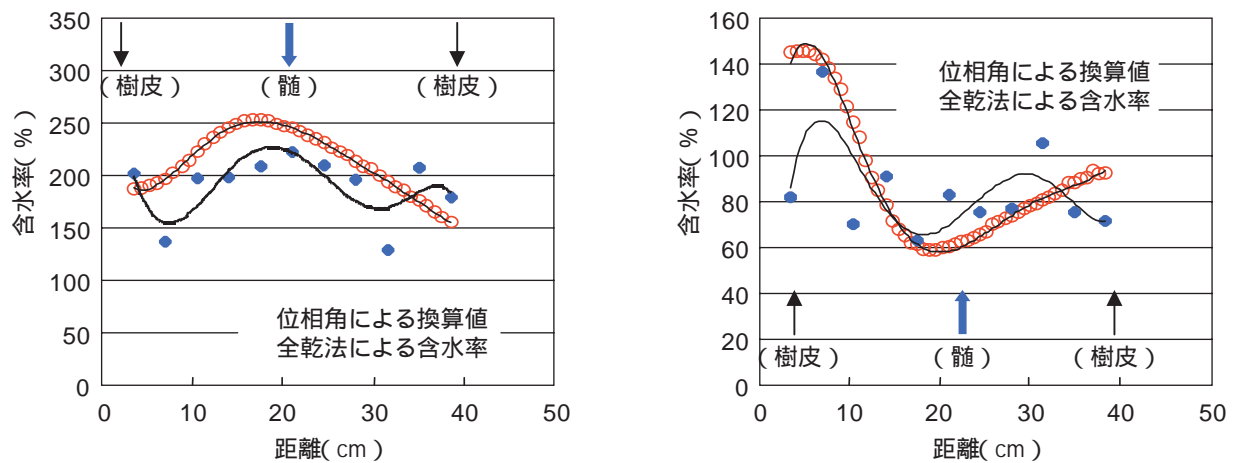 350
300
250
200
150
100
50
0
含水率(%)
(樹皮) (髄) (樹皮)
位相角による換算値
全乾法による含水率
0 10 20 30 40 50
距離(cm)
160
140
120
100
80
60
40
20
0
含水率(%)
位相角による換算値
全乾法による含水率
(樹皮) (髄) (樹皮)
0 10 20 30 40 50
距離(cm)